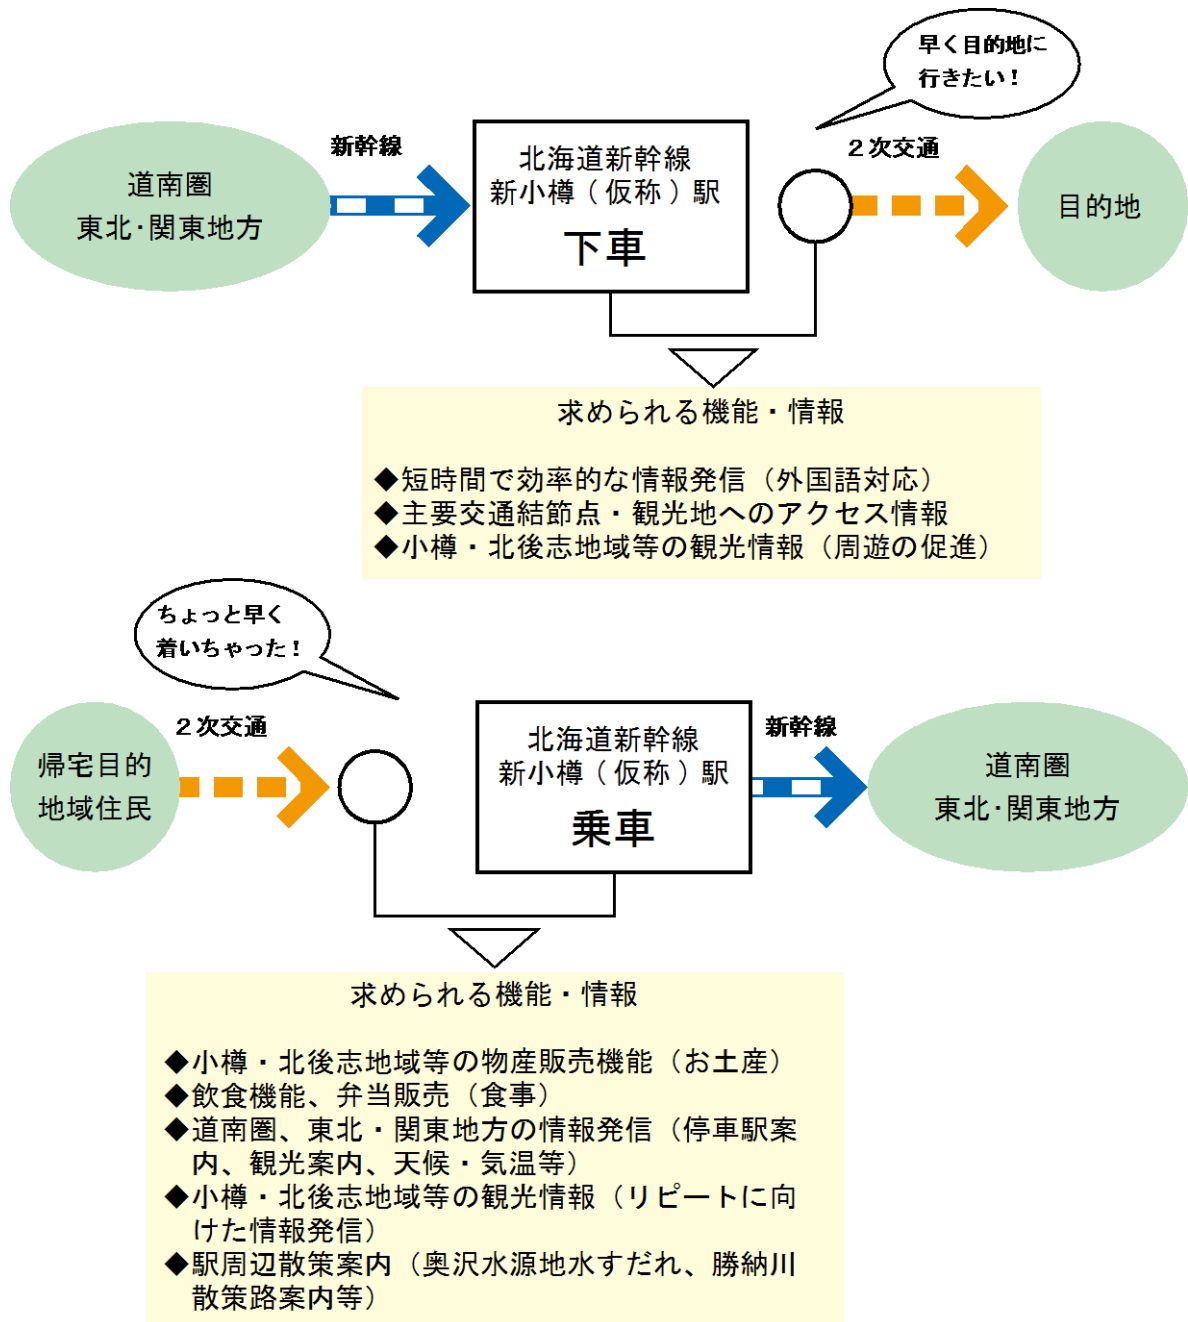 早く目的地に
行きたい！
新幹線
２次交通
道南圏
東北・関東地方
北海道新幹線
新小樽（仮称）駅
下車
目的地
求められる機能・情報
◆短時間で効率的な情報発信（外国語対応）
◆主要交通結節点・観光地へのアクセス情報
◆小樽・北後志地域等の観光情報（周遊の促進）
ちょっと早く
着いちゃった！
２次交通
新幹線
帰宅目的
地域住民
北海道新幹線
新小樽（仮称）駅
乗車
道南圏
東北・関東地方
求められる機能・情報
◆小樽・北後志地域等の物産販売機能（お土産）
◆飲食機能、弁当販売（食事）
◆道南圏、東北・関東地方の情報発信（停車駅案
内、観光案内、天候・気温等）
◆小樽・北後志地域等の観光情報（リピートに向
けた情報発信）
◆駅周辺散策案内（奥沢水源地水すだれ、勝納川
散策路案内等）